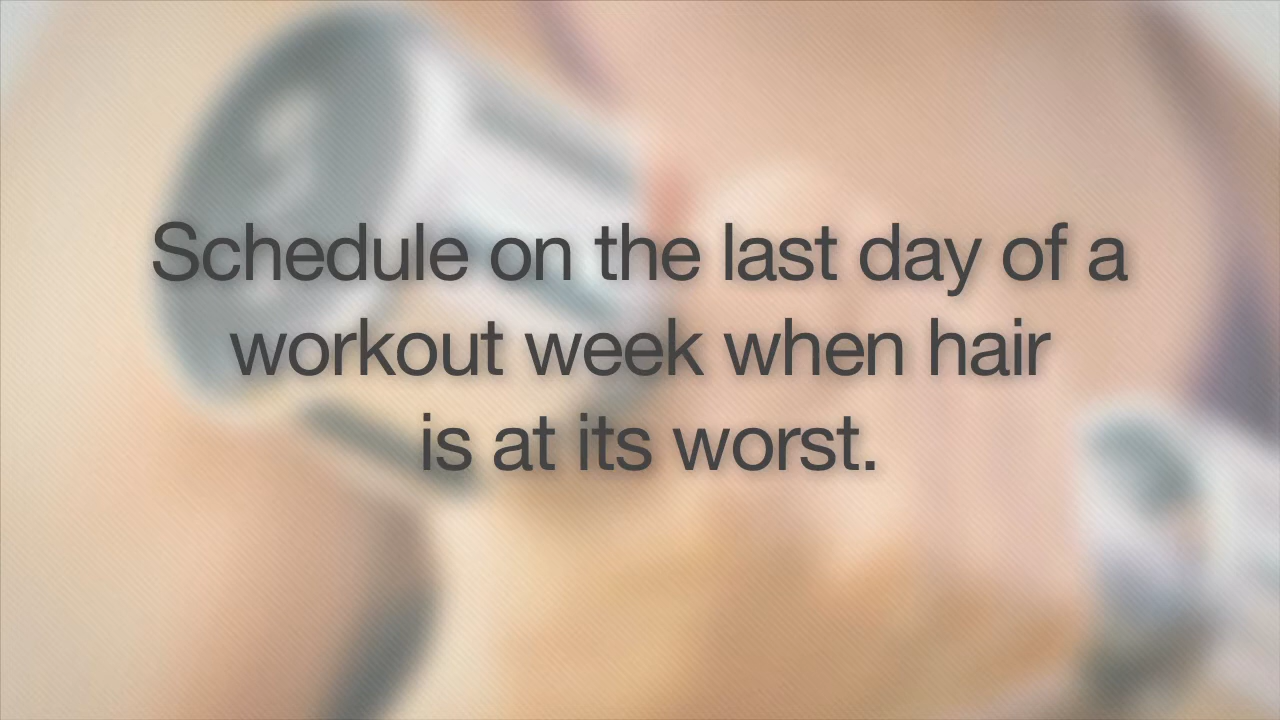 Schedule on the last day of a
workout week when hair
is at its worst.